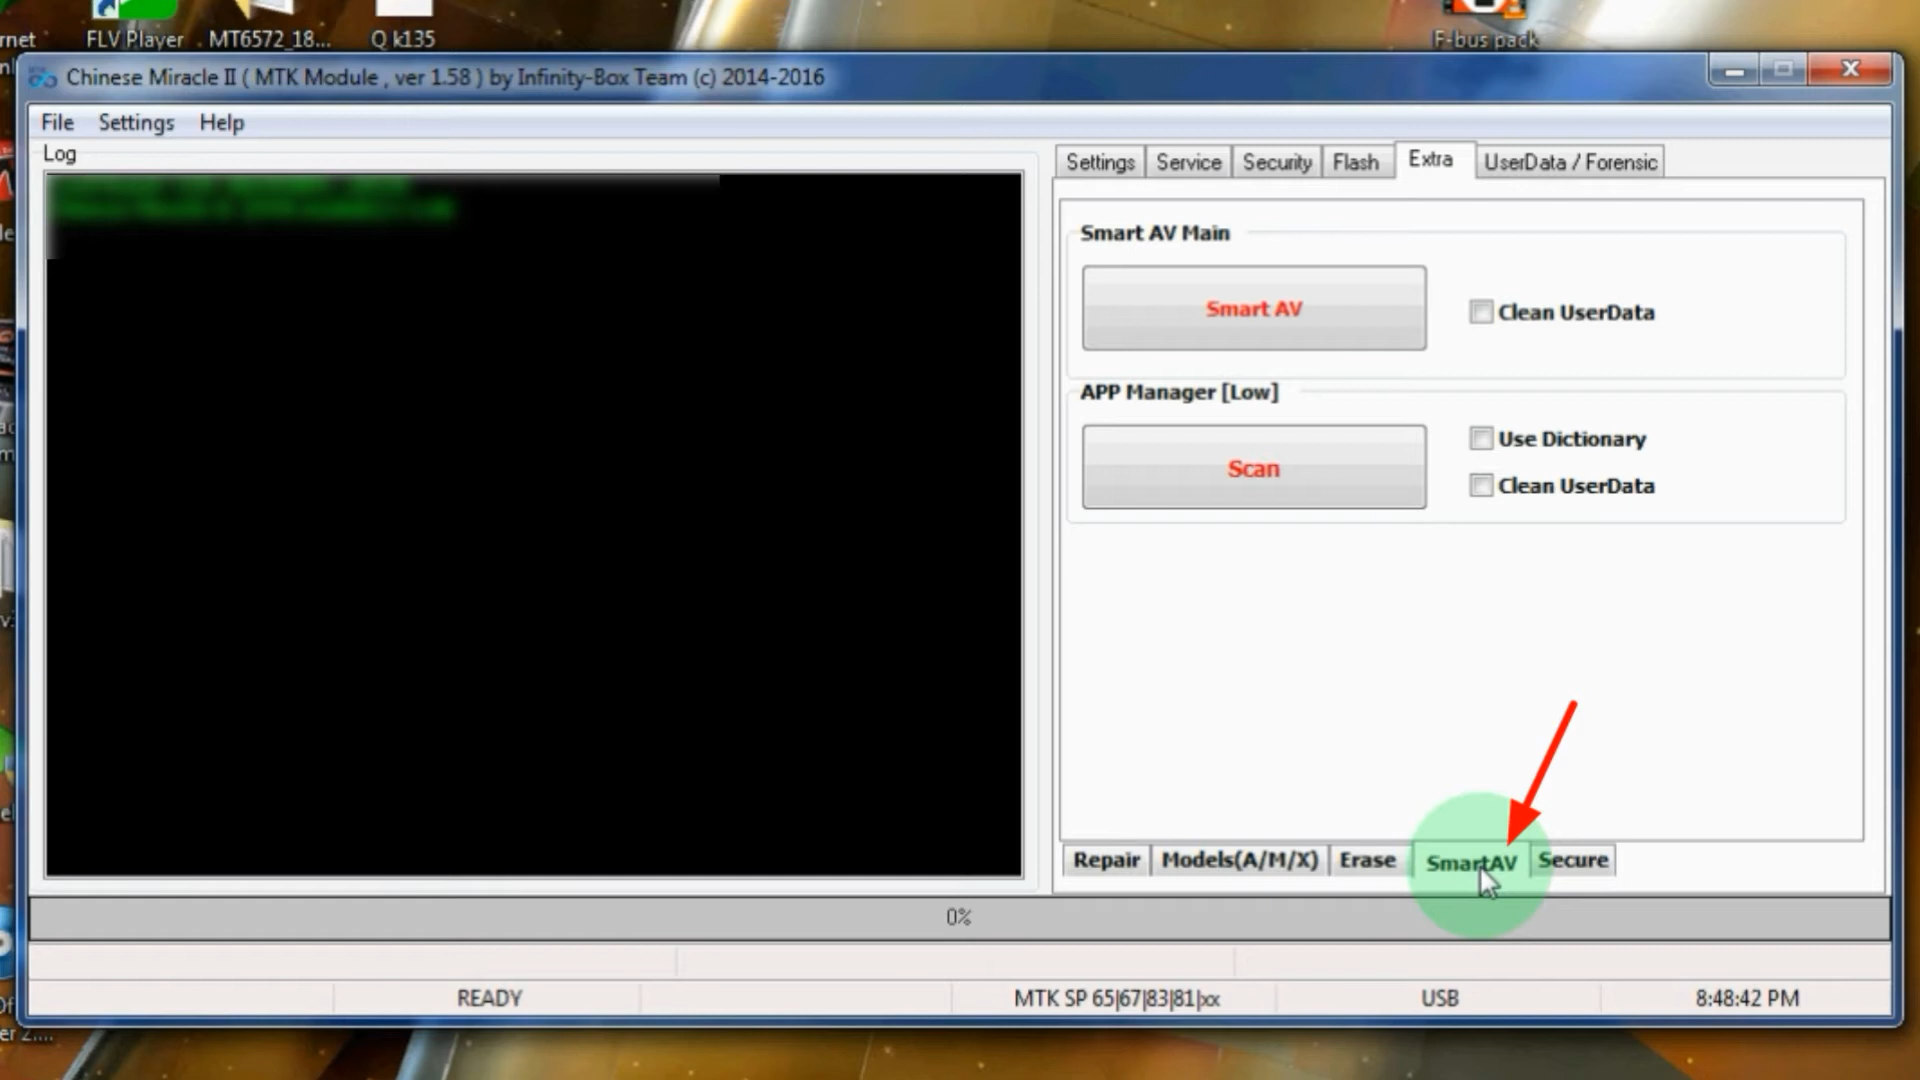 FLV Player
MT6572_18...
Q k135
F-bus pack
Chinese Miracle II ( MTK Module , ver 1.58 ) by Infinity-Box Team (c) 2014-2016
File Settings Help
Log
Settings Service Security Flash Extra UserData / Forensic
Smart AV Main
Smart AV
Clean UserData
APP Manager [Low]
Scan
Use Dictionary
Clean UserData
Repair Models(A/M/X) Erase SmartAV Secure
0%
READY
MTK SP 65|67|83|81|xx
USB
8:48:42 PM